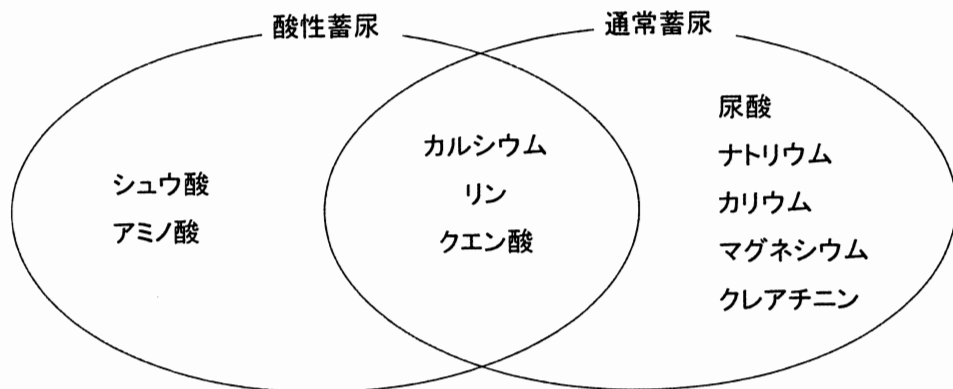 酸性蓄尿
通常蓄尿
シュウ酸
アミノ酸
カルシウム
リン
クエン酸
尿酸
ナトリウム
カリウム
マグネシウム
クレアチニン